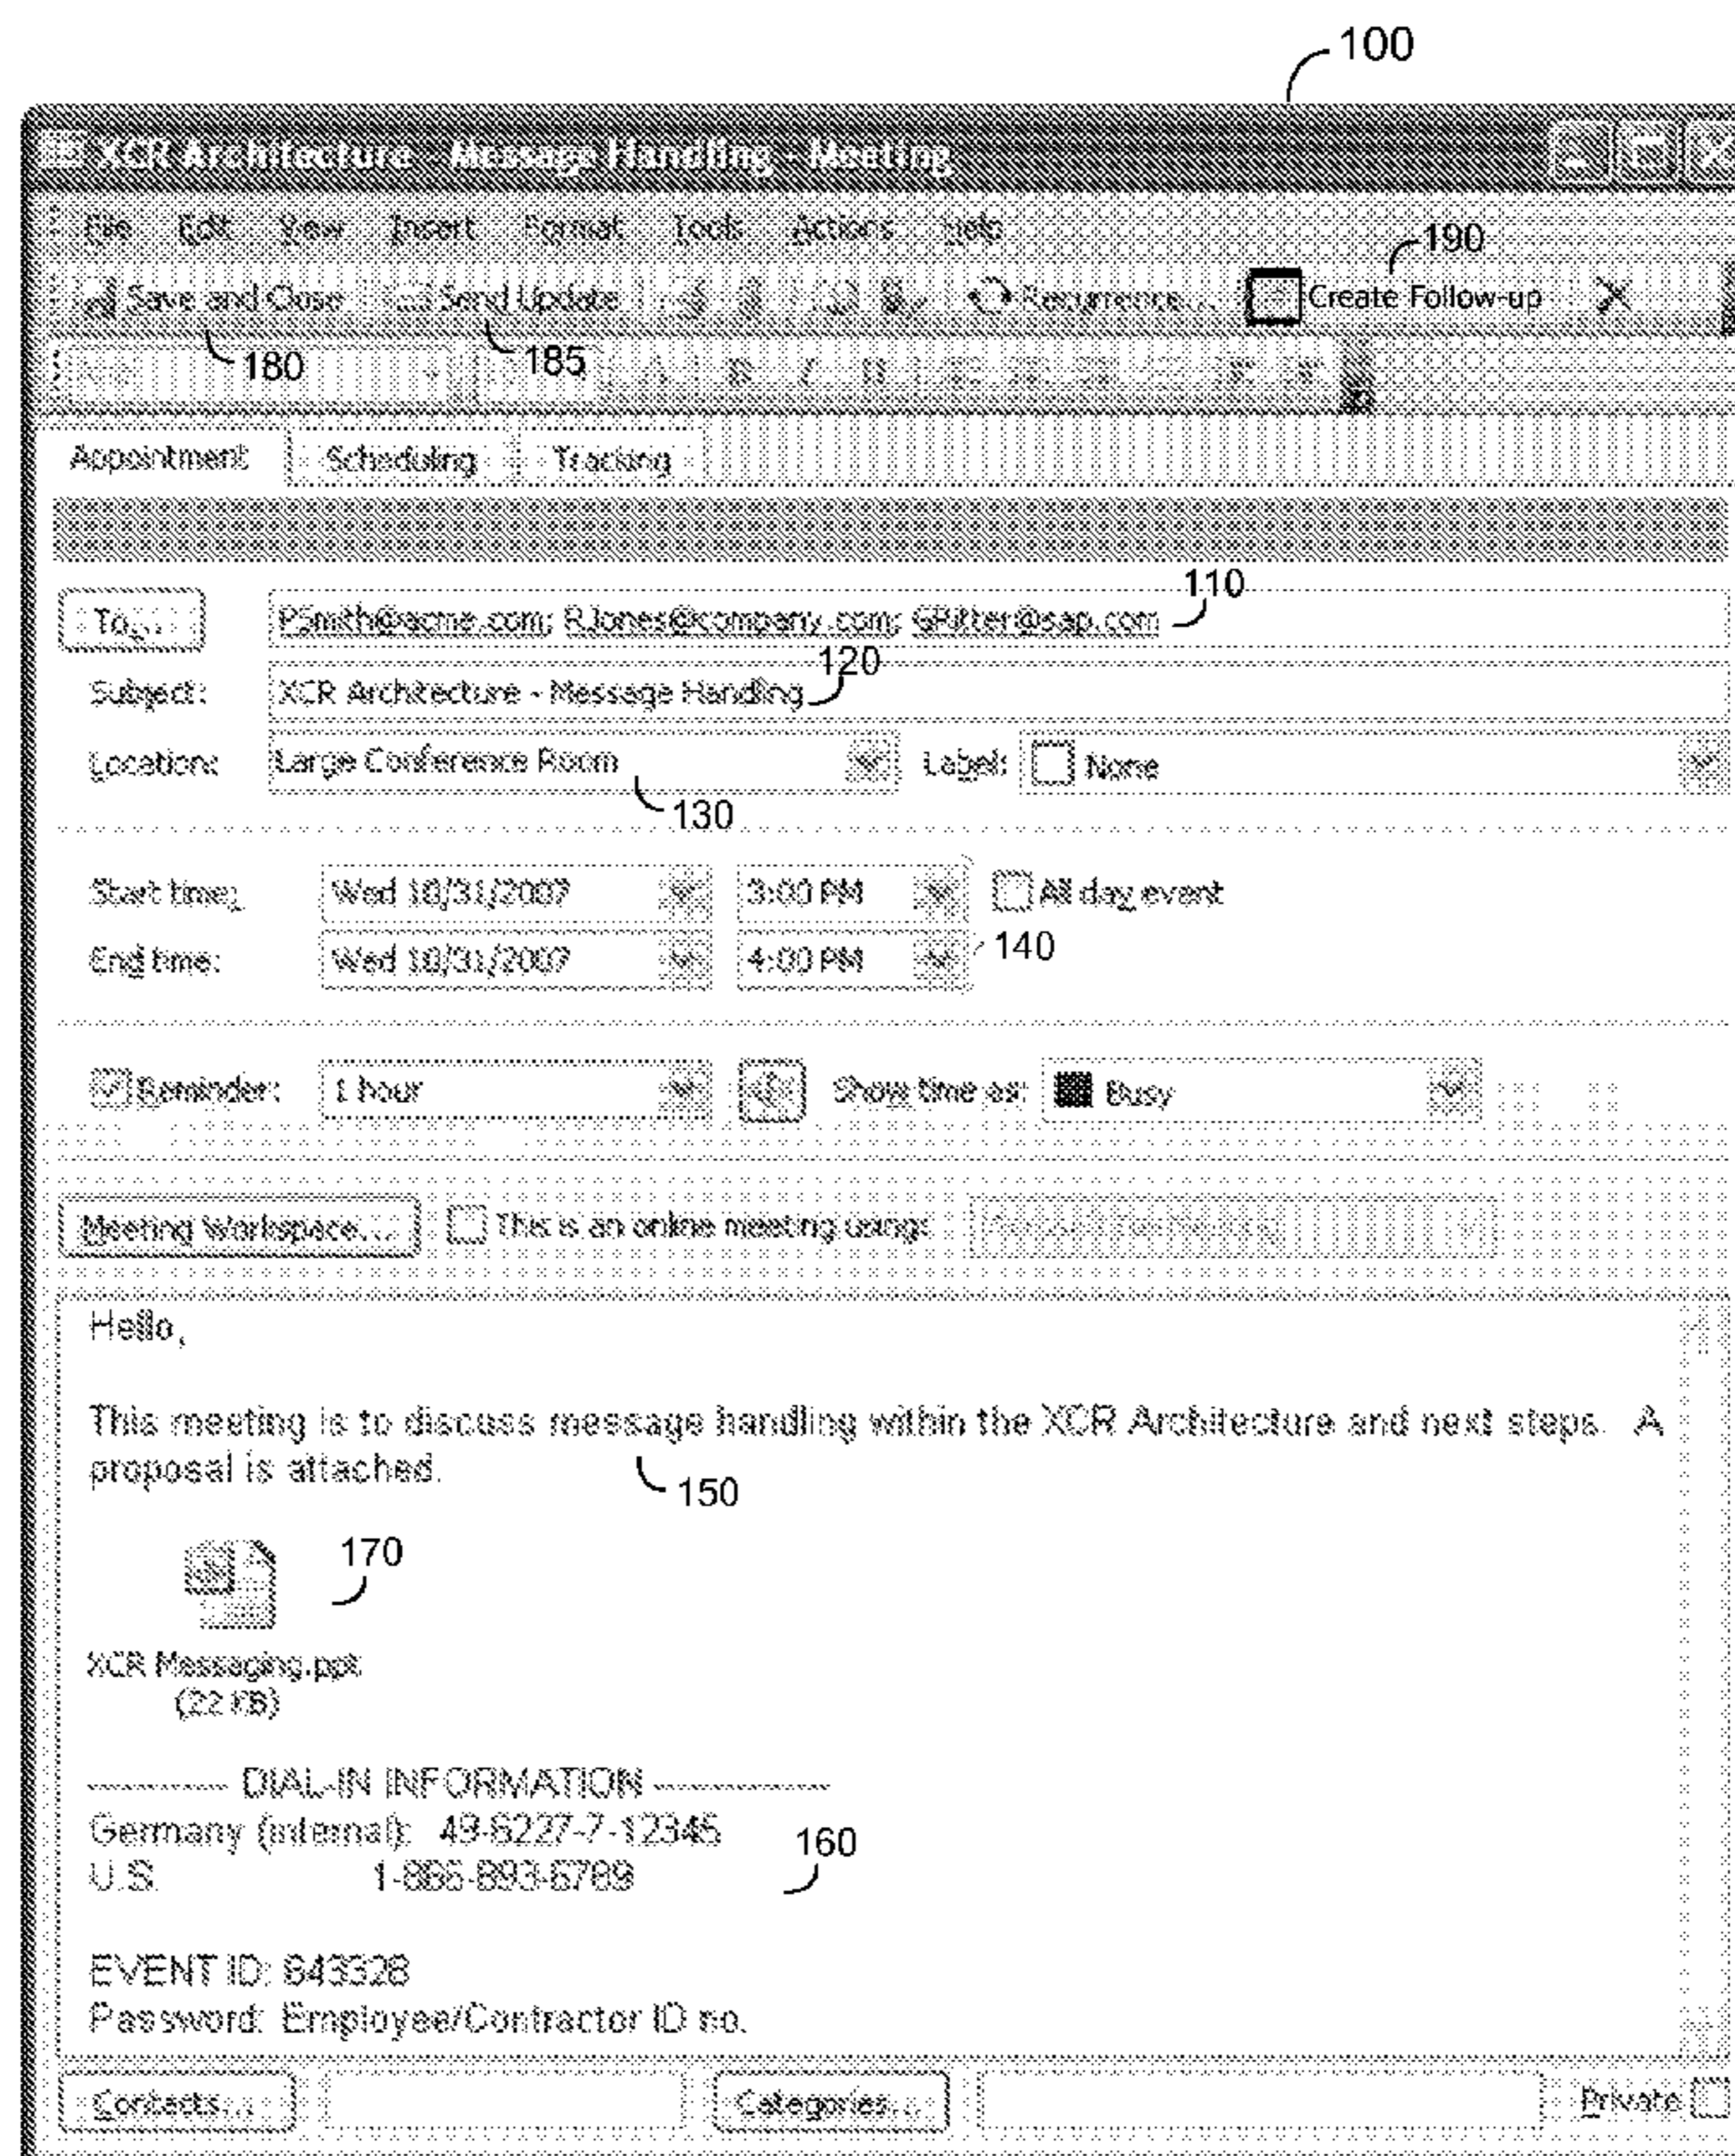 100
XCR Architecture - Message Handling - Meeting
File Edit View Insert Format Tools Actions Help
190
Save and Close Send Update Recurrence... Create Follow-up
180 185
Appointment Scheduling Tracking
110
To... PSmith@acme.com; RJones@company.com; GRitter@sap.com
120
Subject: XCR Architecture - Message Handling
Location: Large Conference Room Label: None
130
Start time: Wed 10/31/2007 3:00 PM All day event
140
End time: Wed 10/31/2007 4:00 PM
Reminder: 1 hour Show time as: Busy
Meeting Workspace... This is an online meeting using:
Hello,
This meeting is to discuss message handling within the XCR Architecture and next steps. A
proposal is attached.
150
170
XCR Messaging.ppt
(22 KB)
---------- DIAL-IN INFORMATION ------------
Germany (internal): 49-6227-7-12345
160
U.S. 1-866-893-6789
EVENT ID: 643328
Password: Employee/Contractor ID no.
Contacts... Categories... Private